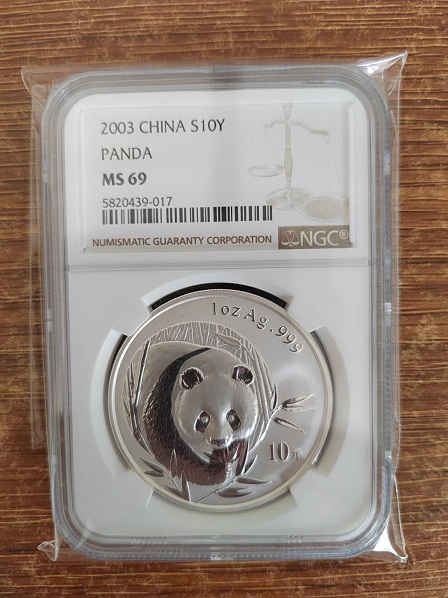 2003 CHINA S10Y
PANDA
MS 69
5820439-017
NUMISMATIC GUARANTY CORPORATION NGC®
1oz Ag .999
10元